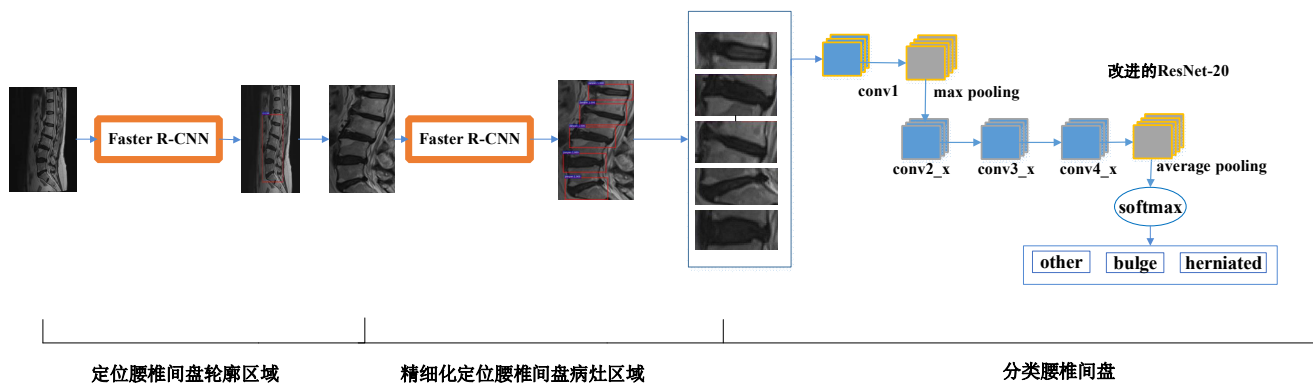 改进的ResNet-20
conv1
max pooling
Faster R-CNN
Faster R-CNN
conv2_x
conv3_x
conv4_x
average pooling
softmax
other
bulge
herniated
定位腰椎间盘轮廓区域
精细化定位腰椎间盘病灶区域
分类腰椎间盘